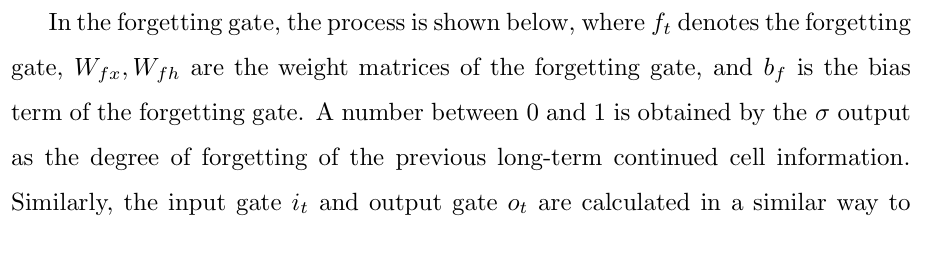 In the forgetting gate, the process is shown below, where $f_t$ denotes the forgetting
gate, $W_{fx}, W_{fh}$ are the weight matrices of the forgetting gate, and $b_f$ is the bias
term of the forgetting gate. A number between 0 and 1 is obtained by the $\sigma$ output
as the degree of forgetting of the previous long-term continued cell information.
Similarly, the input gate $i_t$ and output gate $o_t$ are calculated in a similar way to